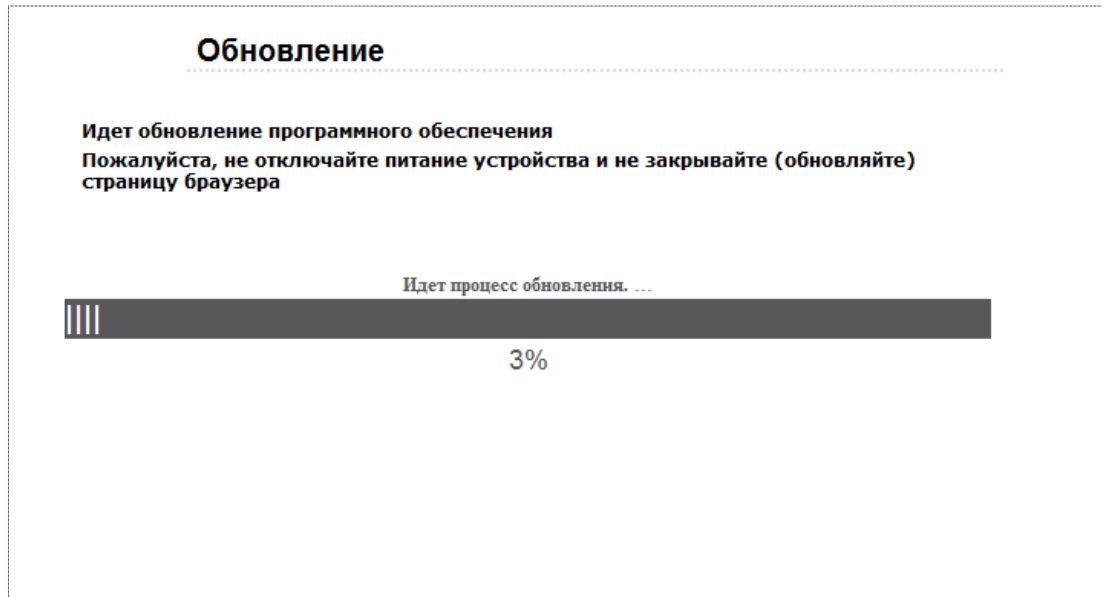 Обновление
Идет обновление программного обеспечения
Пожалуйста, не отключайте питание устройства и не закрывайте (обновляйте)
страницу браузера
Идет процесс обновления. ...
3%